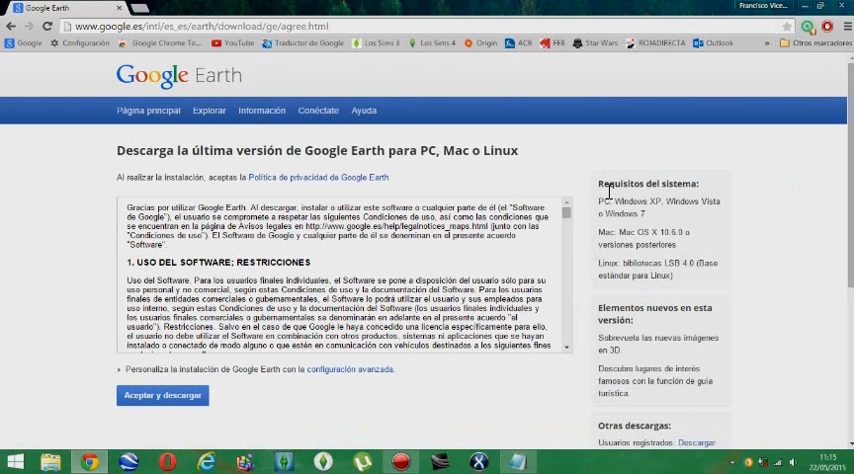 Google Earth
Francisco Vice...
www.google.es/intl/es_es/earth/download/ge/agree.html
Google
Configuración
Google Chrome Te...
YouTube
Traductor de Google
Los Sims 3
Los Sims 4
Origin
ACB
FEB
Star Wars
ROJADIRECTA
Outlook
»
Otros marcadores
Google Earth
Página principal
Explorar
Información
Conéctate
Ayuda
Descarga la última versión de Google Earth para PC, Mac o Linux
Al realizar la instalación, aceptas la Política de privacidad de Google Earth
Gracias por utilizar Google Earth. Al descargar, instalar o utilizar este software o cualquier parte de él (el "Software
de Google"), el usuario se compromete a respetar las siguientes Condiciones de uso, así como las condiciones que
se encuentran en la página de Avisos legales en http://www.google.es/help/legalnotices_maps.html (junto con las
"Condiciones de uso"). El Software de Google y cualquier parte de él se denominan en el presente acuerdo
"Software".
1. USO DEL SOFTWARE; RESTRICCIONES
Uso del Software. Para los usuarios finales individuales, el Software se pone a disposición del usuario sólo para su
uso personal y no comercial, según estas Condiciones de uso y la documentación del Software. Para los usuarios
finales de entidades comerciales o gubernamentales, el Software lo podrá utilizar el usuario y sus empleados para
uso interno, según estas Condiciones de uso y la documentación del Software (los usuarios finales individuales y
los usuarios finales comerciales o gubernamentales se denominarán en adelante en el presente acuerdo "el
usuario"). Restricciones. Salvo en el caso de que Google le haya concedido una licencia específicamente para ello,
el usuario no debe utilizar el Software en combinación con otros productos, sistemas ni aplicaciones que se hayan
instalado o conectado de modo alguno o que estén en comunicación con vehículos destinados a los siguientes fines
Personaliza la instalación de Google Earth con la configuración avanzada.
Aceptar y descargar
Requisitos del sistema:
PC: Windows XP, Windows Vista
o Windows 7
Mac: Mac OS X 10.6.0 o
versiones posteriores
Linux: bibliotecas LSB 4.0 (Base
estándar para Linux)
Elementos nuevos en esta
versión:
Sobrevuela las nuevas imágenes
en 3D
Descubre lugares de interés
famosos con la función de guía
turística.
Otras descargas:
Usuarios registrados: Descargar
11:15
22/05/2015